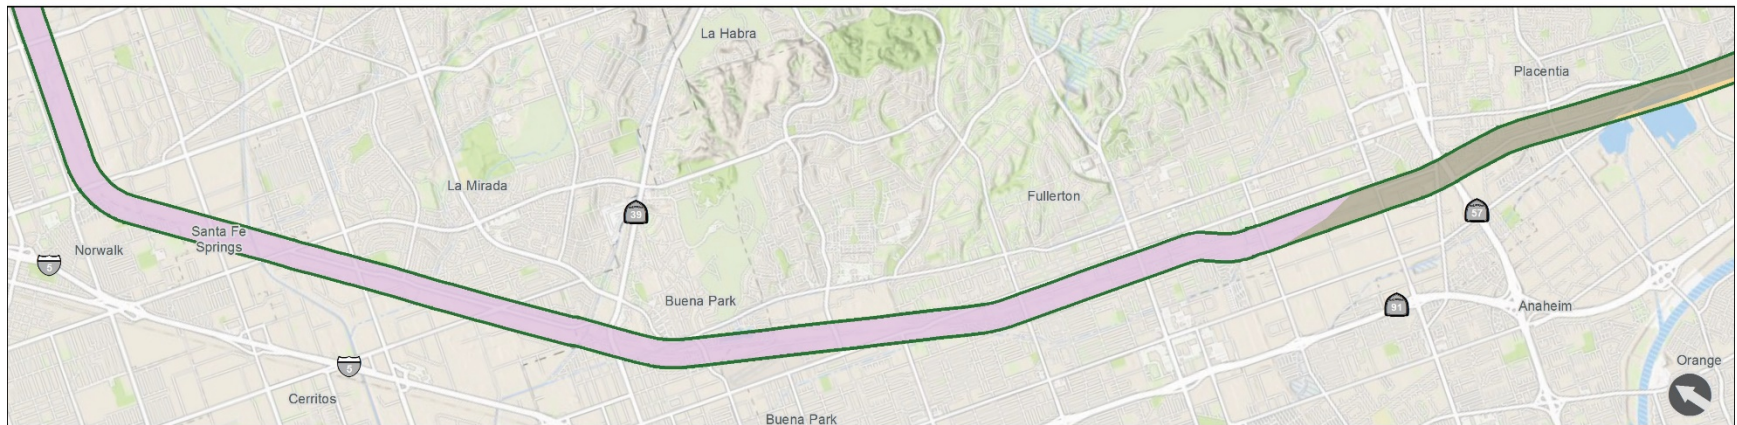 La Habra
Placentia
La Mirada
Fullerton
39
57
Santa Fe
Springs
Norwalk
5
Buena Park
91
Anaheim
5
Orange
Cerritos
Buena Park